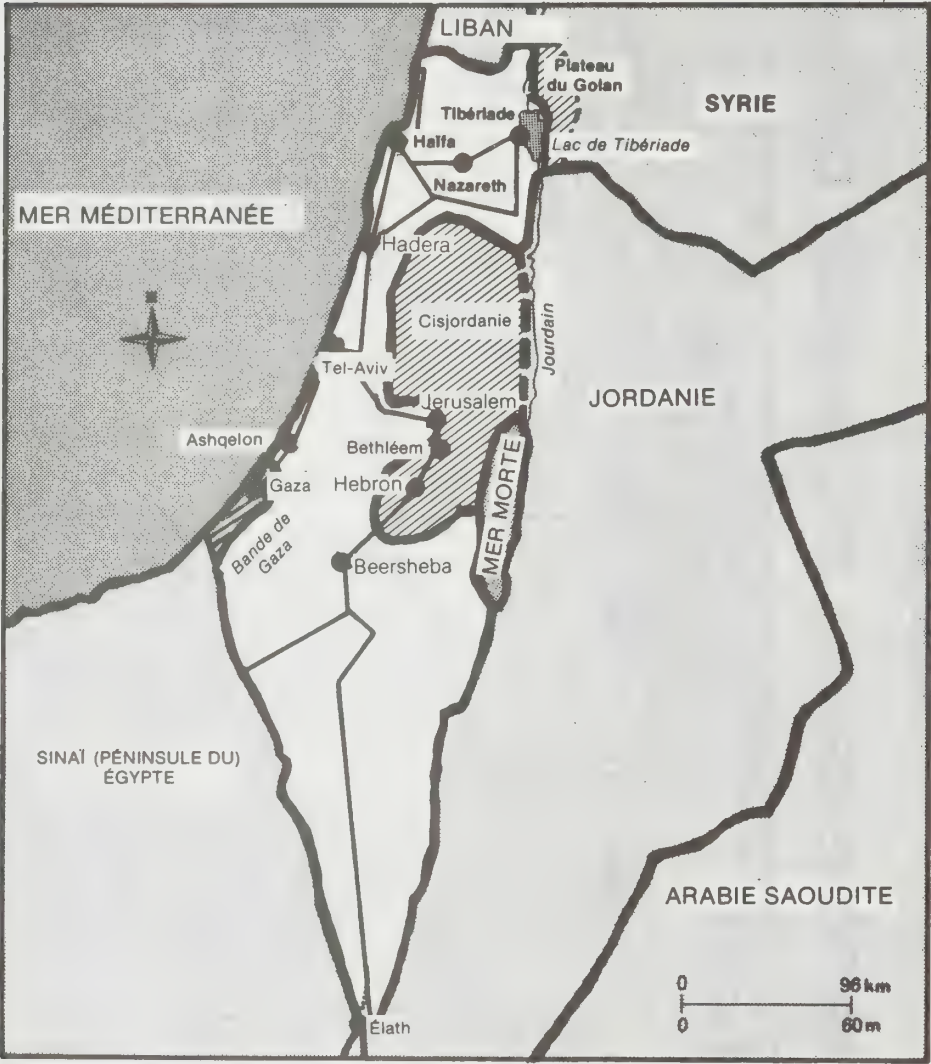 LIBAN
Plateau
du Golan
SYRIE
Tibériade
Haïfa
Lac de Tibériade
Nazareth
MER MÉDITERRANÉE
Hadera
Cisjordanie
Jourdain
Tel-Aviv
Jerusalem
JORDANIE
Ashqelon
Bethléem
Gaza
Hebron
MER MORTE
Bande de
Gaza
Beersheba
SINAÏ (PÉNINSULE DU)
ÉGYPTE
ARABIE SAOUDITE
0 96 km
0 60 m
Élath